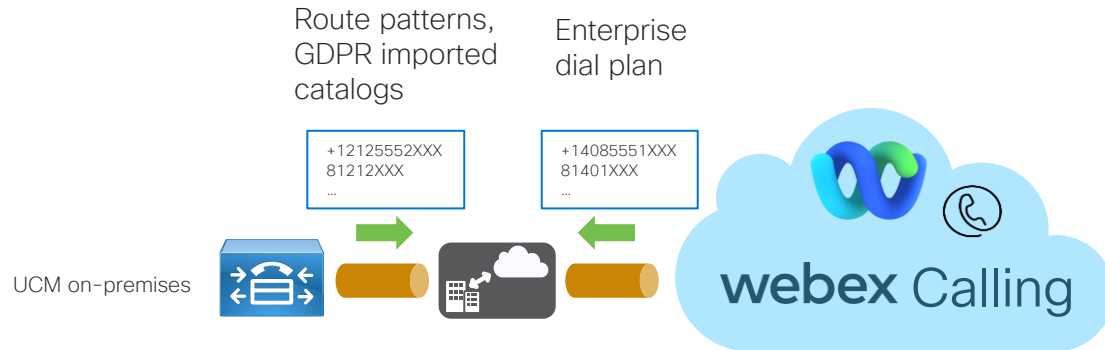 Route patterns,
GDPR imported
catalogs
Enterprise
dial plan
+12125552XXX
81212XXX
...
+14085551XXX
81401XXX
...
UCM on-premises
webex Calling